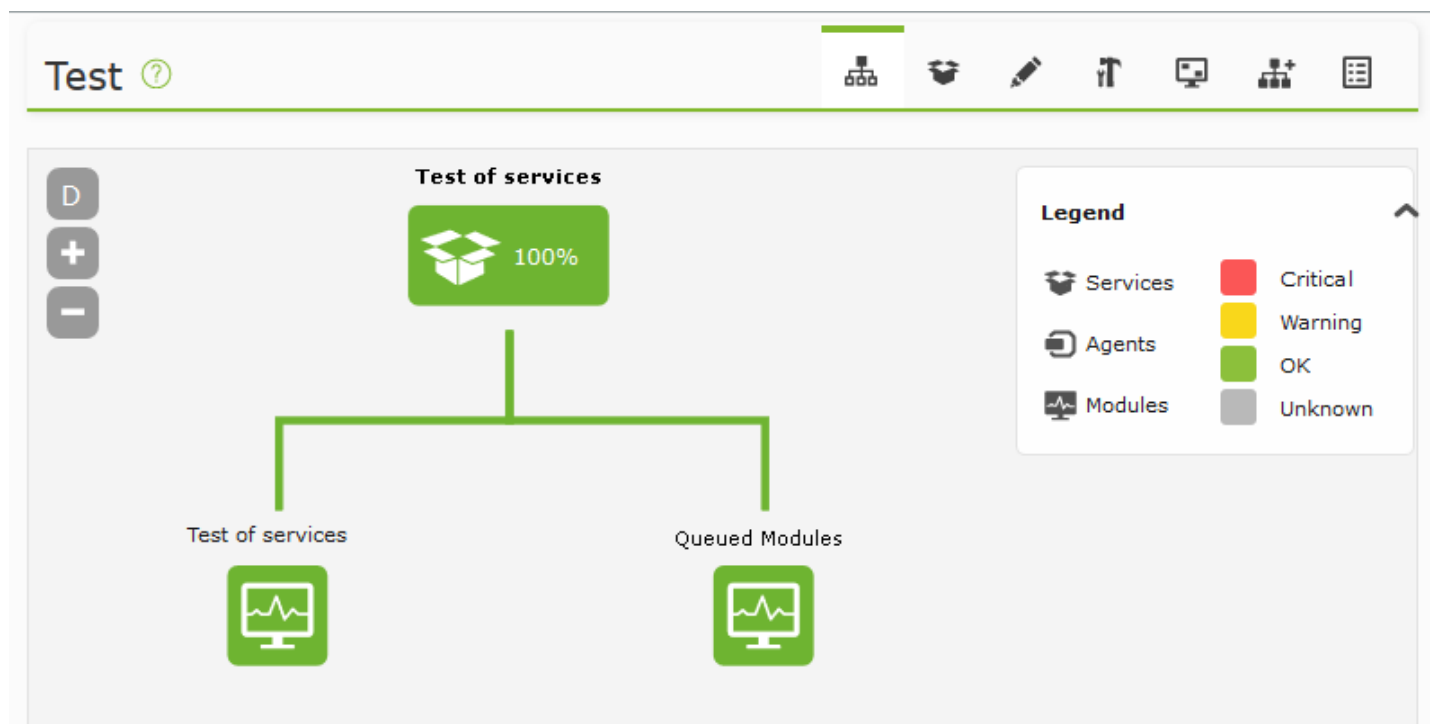 Test ?
D
Test of services
100%
Legend
Services
Agents
Modules
Critical
Warning
OK
Unknown
Test of services
Queued Modules